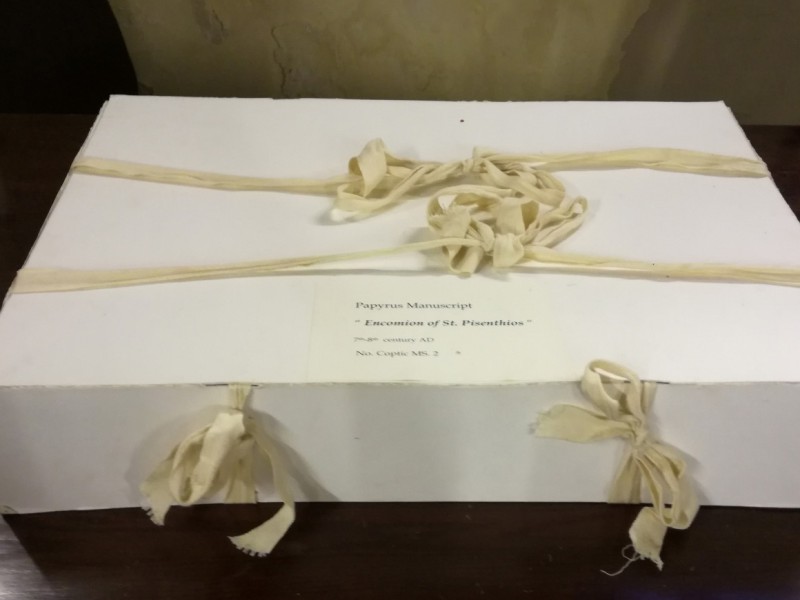 Papyrus Manuscript
" Encomion of St. Pisenthios "
7th-8th century AD
No. Coptic MS. 2